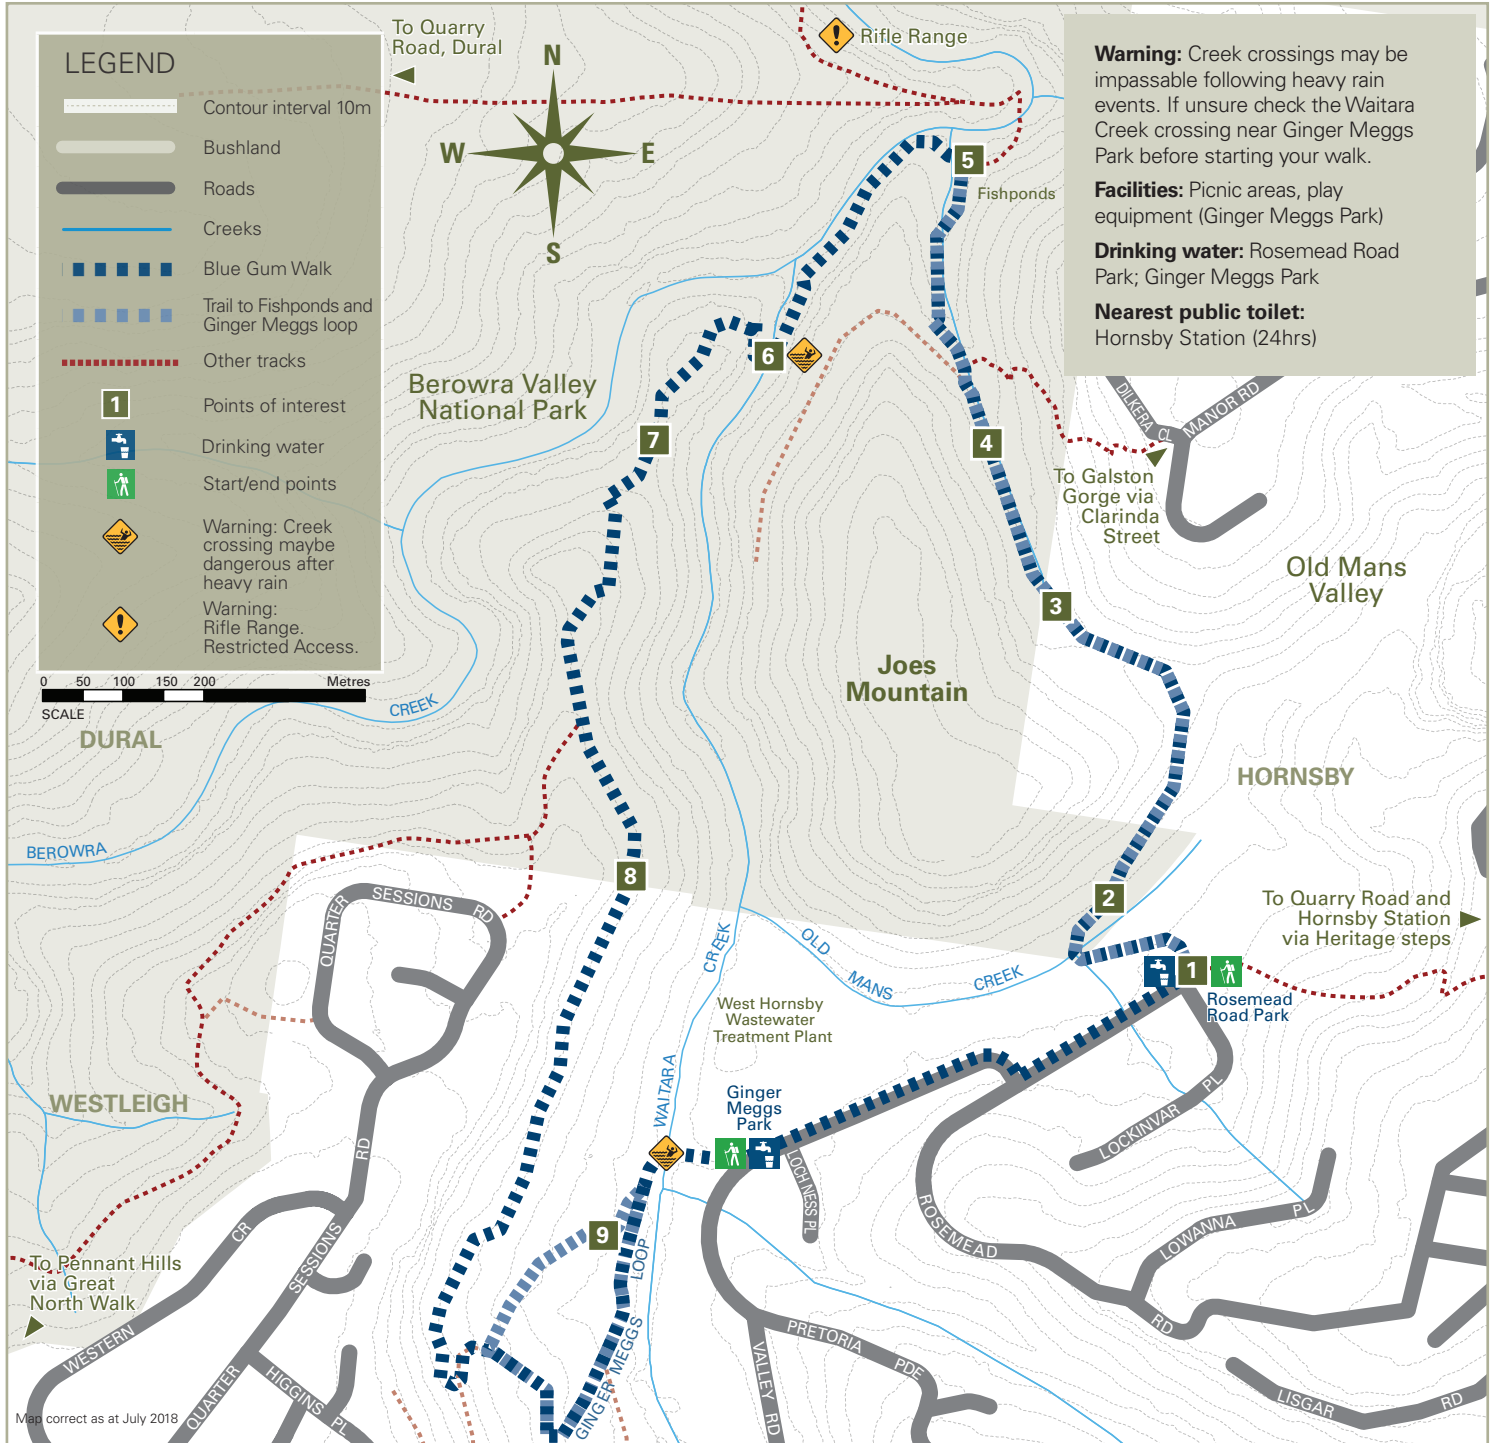 LEGEND
Contour interval 10m
Bushland
Roads
Creeks
Blue Gum Walk
Trail to Fishponds and
Ginger Meggs loop
Other tracks
1
Points of interest
Drinking water
Start/end points
Warning: Creek
crossing maybe
dangerous after
heavy rain
Warning:
Rifle Range.
Restricted Access.
0 50 100 150 200 Metres
SCALE
To Quarry
Road, Dural
N
W E
S
Rifle Range
Warning: Creek crossings may be
impassable following heavy rain
events. If unsure check the Waitara
Creek crossing near Ginger Meggs
Park before starting your walk.
Facilities: Picnic areas, play
equipment (Ginger Meggs Park)
Drinking water: Rosemead Road
Park; Ginger Meggs Park
Nearest public toilet:
Hornsby Station (24hrs)
5
Fishponds
6
Berowra Valley
National Park
7
4
DILKERA CL
MANOR RD
To Galston
Gorge via
Clarinda
Street
Old Mans
Valley
3
Joes
Mountain
CREEK
DURAL
HORNSBY
BEROWRA
8
2
QUARTER SESSIONS RD
To Quarry Road and
Hornsby Station
via Heritage steps
CREEK
OLD MANS CREEK
1
Rosemead
Road Park
West Hornsby
Wastewater
Treatment Plant
WAITARA
Ginger
Meggs
Park
WESTLEIGH
RD
LOCKINVAR PL
LOCH NESS PL
9
ROSEMEAD
LOWANNA PL
CR
SESSIONS
LOOP
To Pennant Hills
via Great
North Walk
RD
WESTERN
GINGER MEGGS
PRETORIA PDE
VALLEY RD
QUARTER
HIGGINS PL
LISGAR RD
Map correct as at July 2018